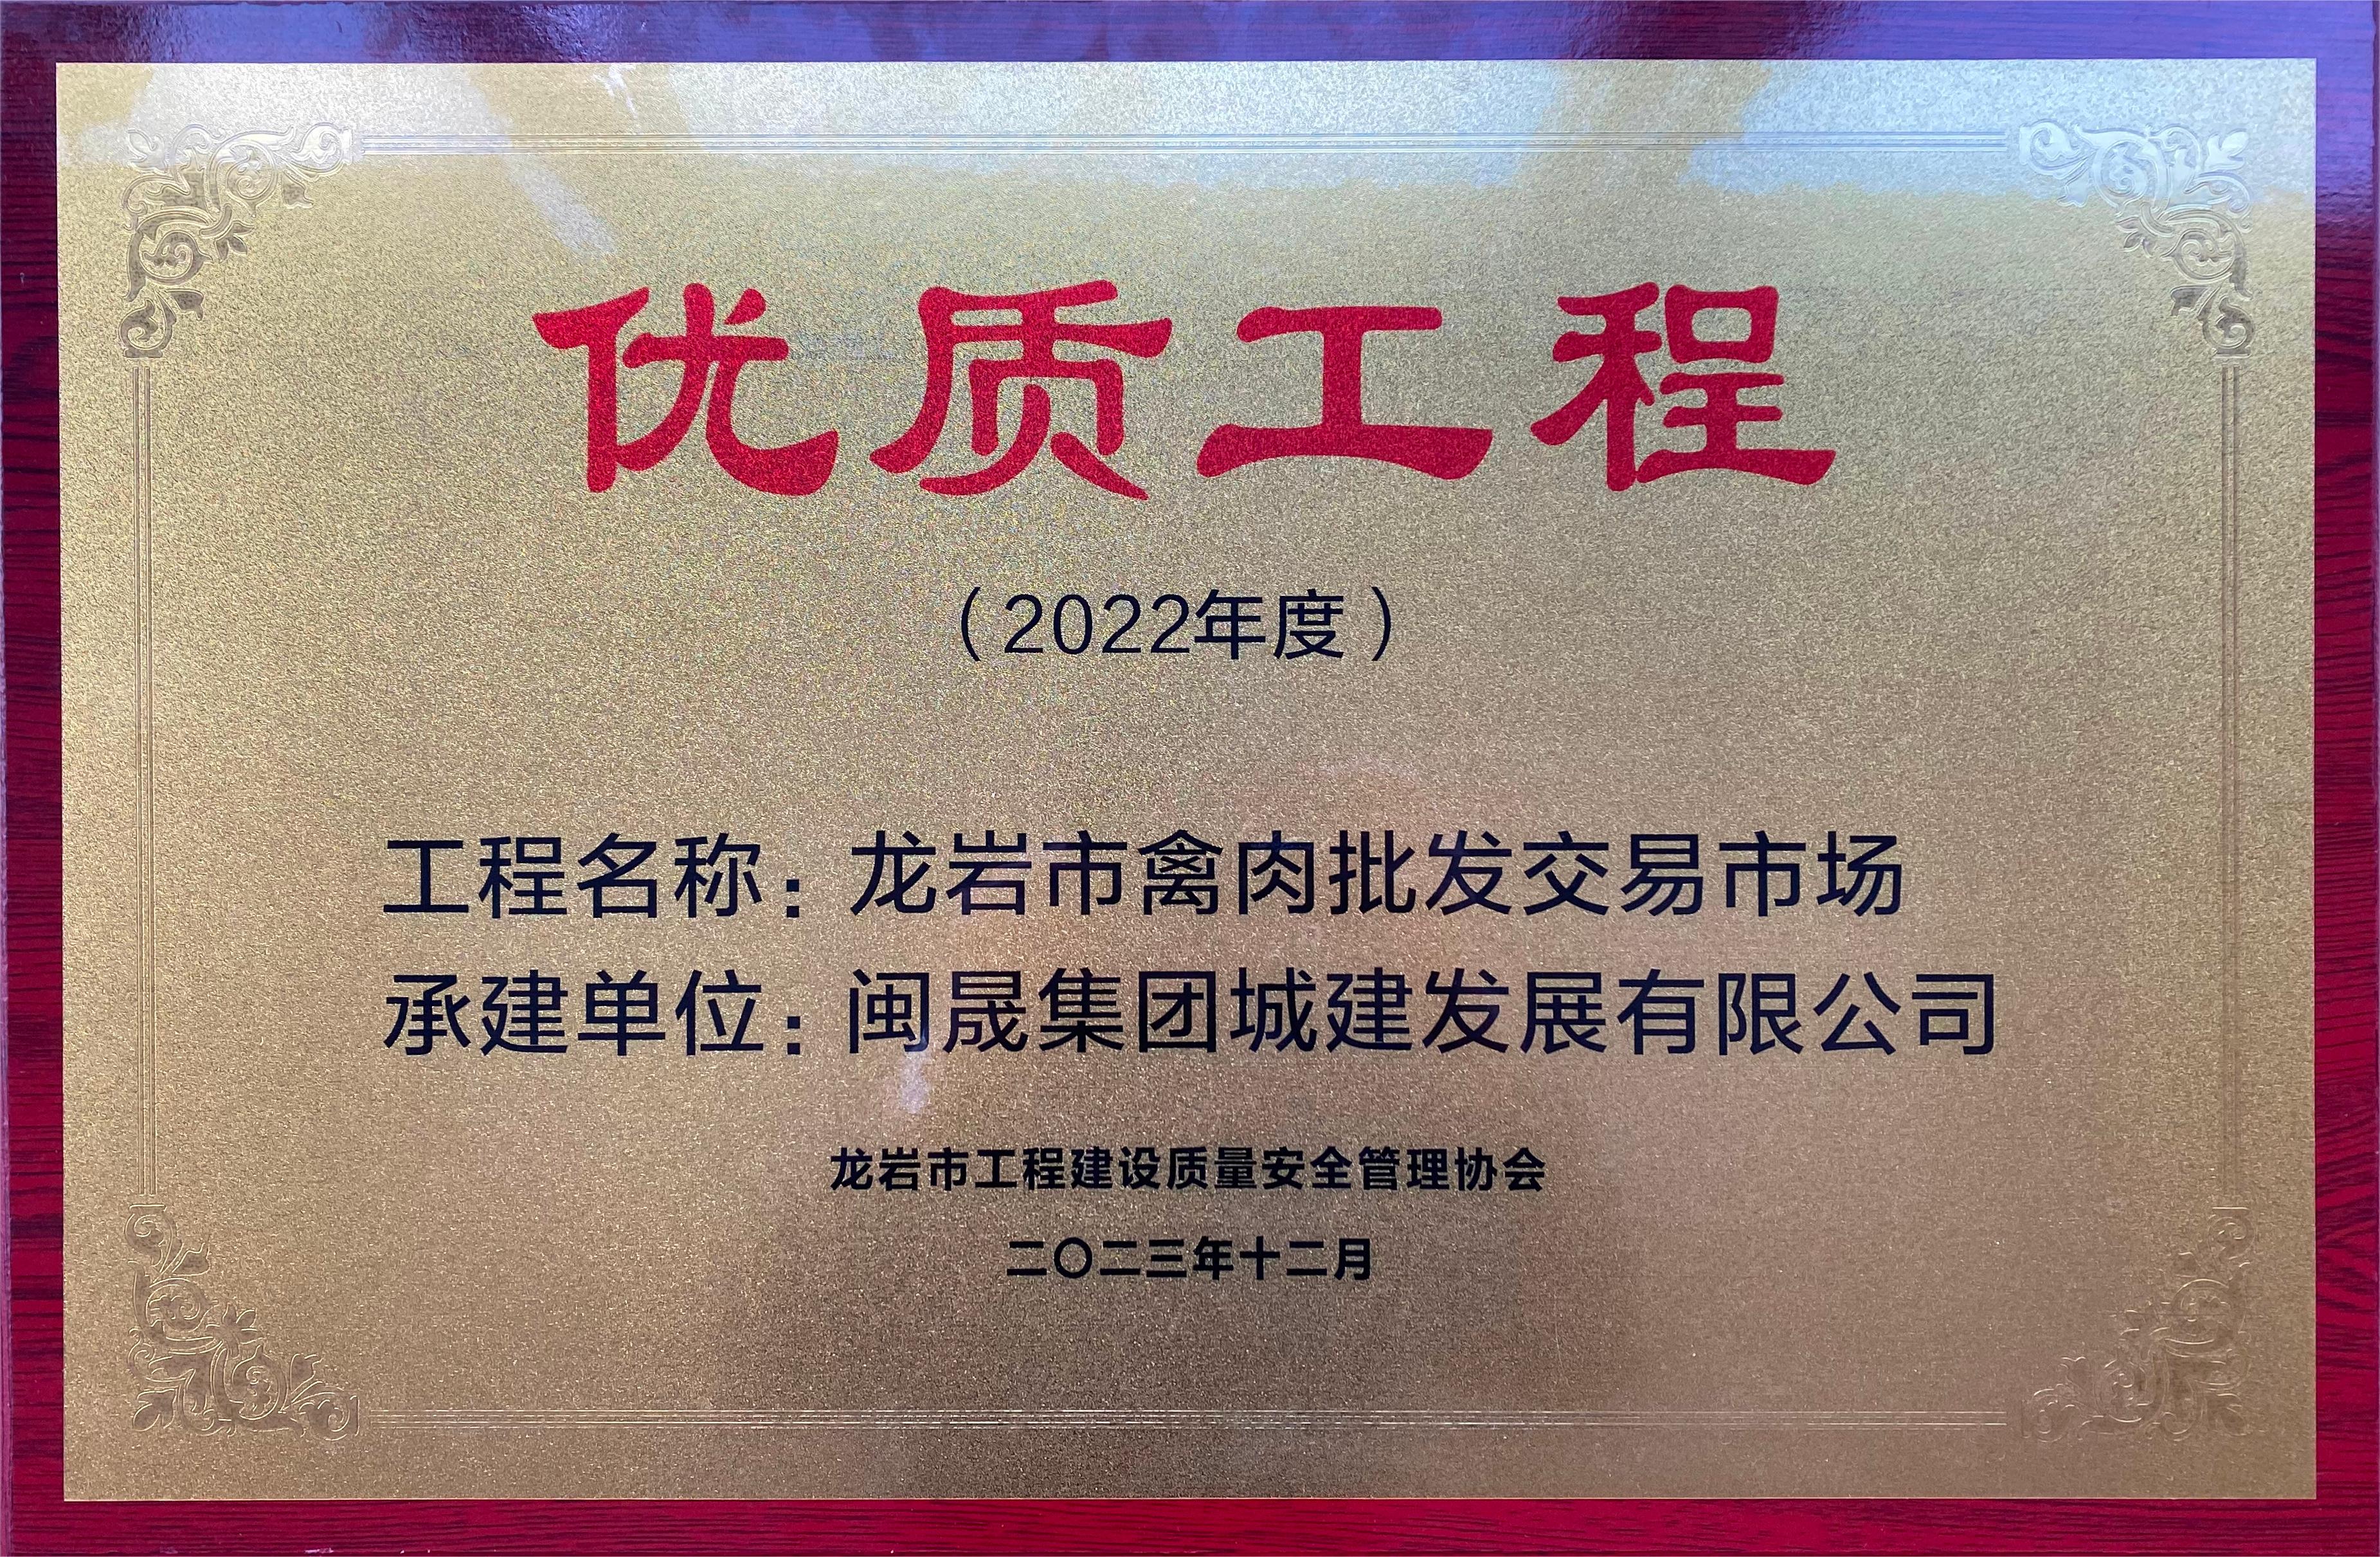 优质工程
（2022年度）
工程名称：龙岩市禽肉批发交易市场
承建单位：闽晟集团城建发展有限公司
龙岩市工程建设质量安全管理协会
二〇二三年十二月